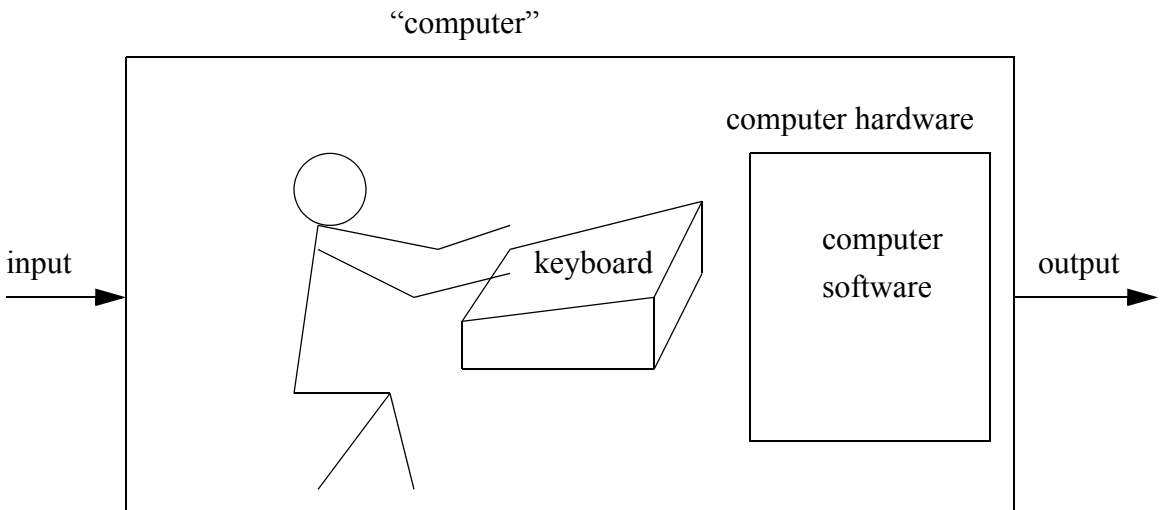 “computer”
computer hardware
input
keyboard
computer
software
output